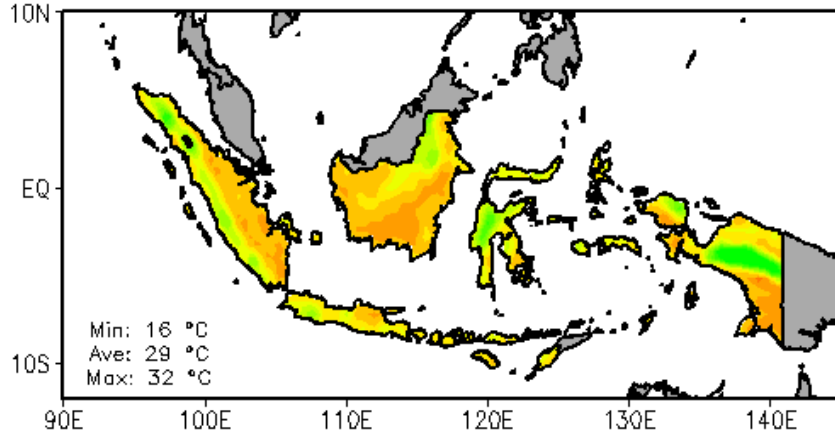 10N
EQ
10S
Min: 16 °C
Ave: 29 °C
Max: 32 °C
90E 100E 110E 120E 130E 140E